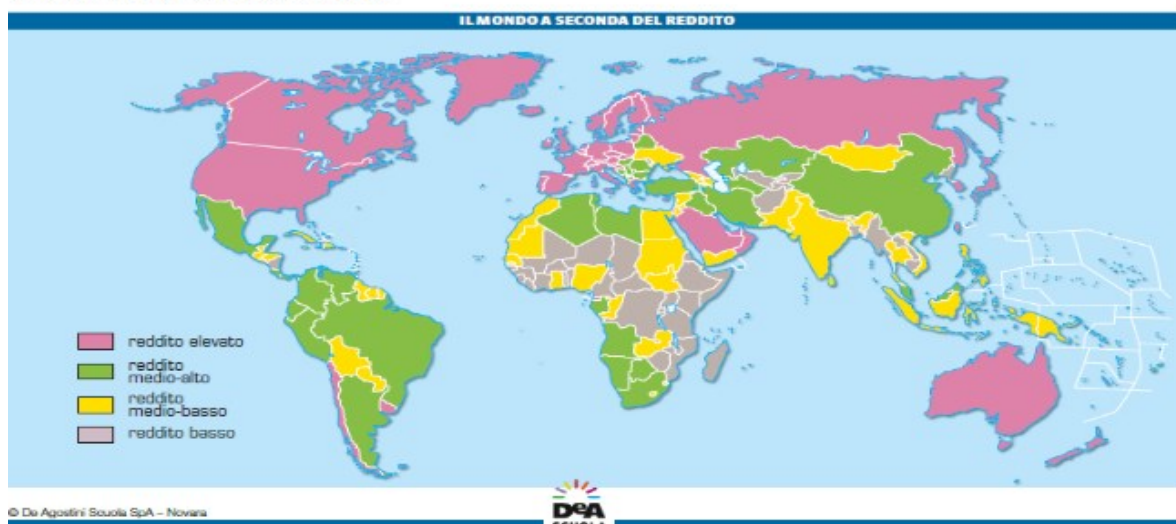 IL MONDO A SECONDA DEL REDDITO
reddito elevato
reddito
medio-alto
reddito
medio-basso
reddito basso
© De Agostini Scuola SpA – Novara
DeA
SCUOLA